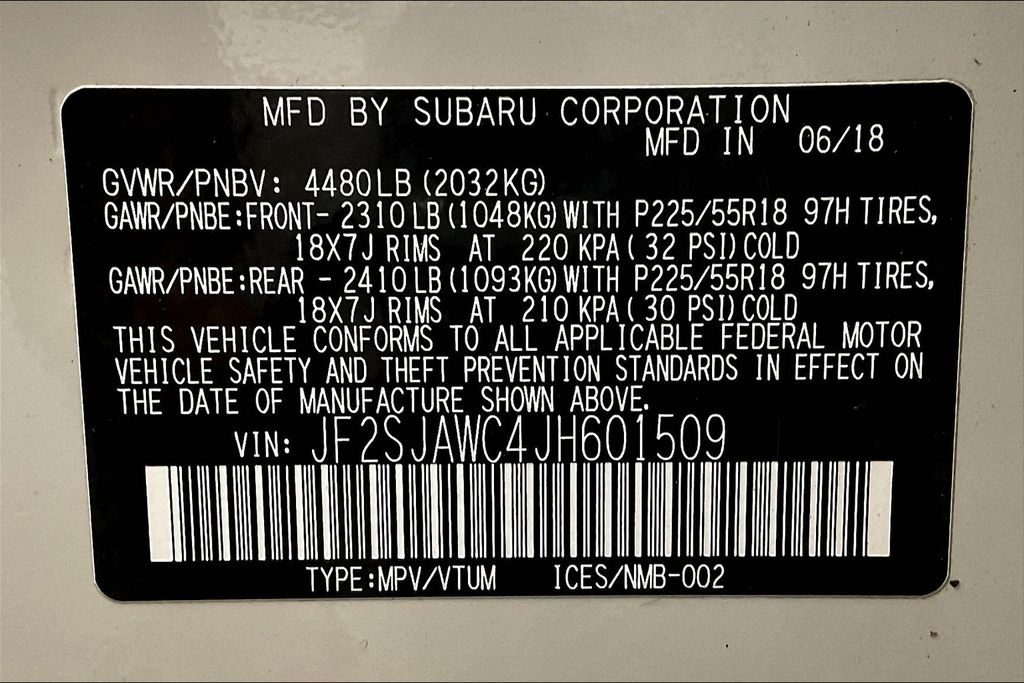 MFD BY SUBARU CORPORATION
MFD IN 06/18
GVWR/PNBV: 4480LB (2032KG)
GAWR/PNBE:FRONT- 2310 LB (1048KG) WITH P225/55R18 97H TIRES,
18X7J RIMS AT 220 KPA ( 32 PSI) COLD
GAWR/PNBE:REAR - 2410 LB (1093KG) WITH P225/55R18 97H TIRES,
18X7J RIMS AT 210 KPA ( 30 PSI) COLD
THIS VEHICLE CONFORMS TO ALL APPLICABLE FEDERAL MOTOR
VEHICLE SAFETY AND THEFT PREVENTION STANDARDS IN EFFECT ON
THE DATE OF MANUFACTURE SHOWN ABOVE.
VIN: JF2SJAWC4JH601509
TYPE:MPV/VTUM ICES/NMB-002